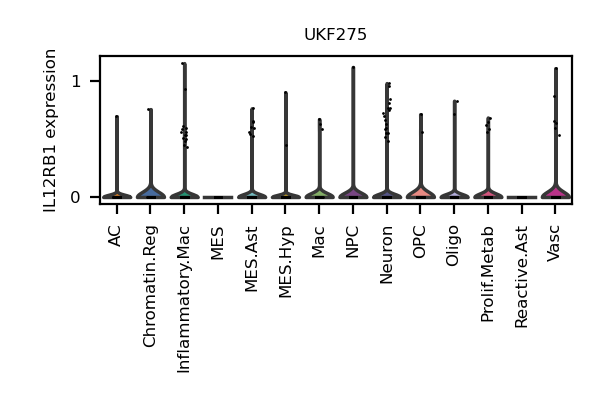 UKF275
IL12RB1 expression
1
0
AC
Chromatin.Reg
Inflammatory.Mac
MES
MES.Ast
MES.Hyp
Mac
NPC
Neuron
OPC
Oligo
Prolif.Metab
Reactive.Ast
Vasc